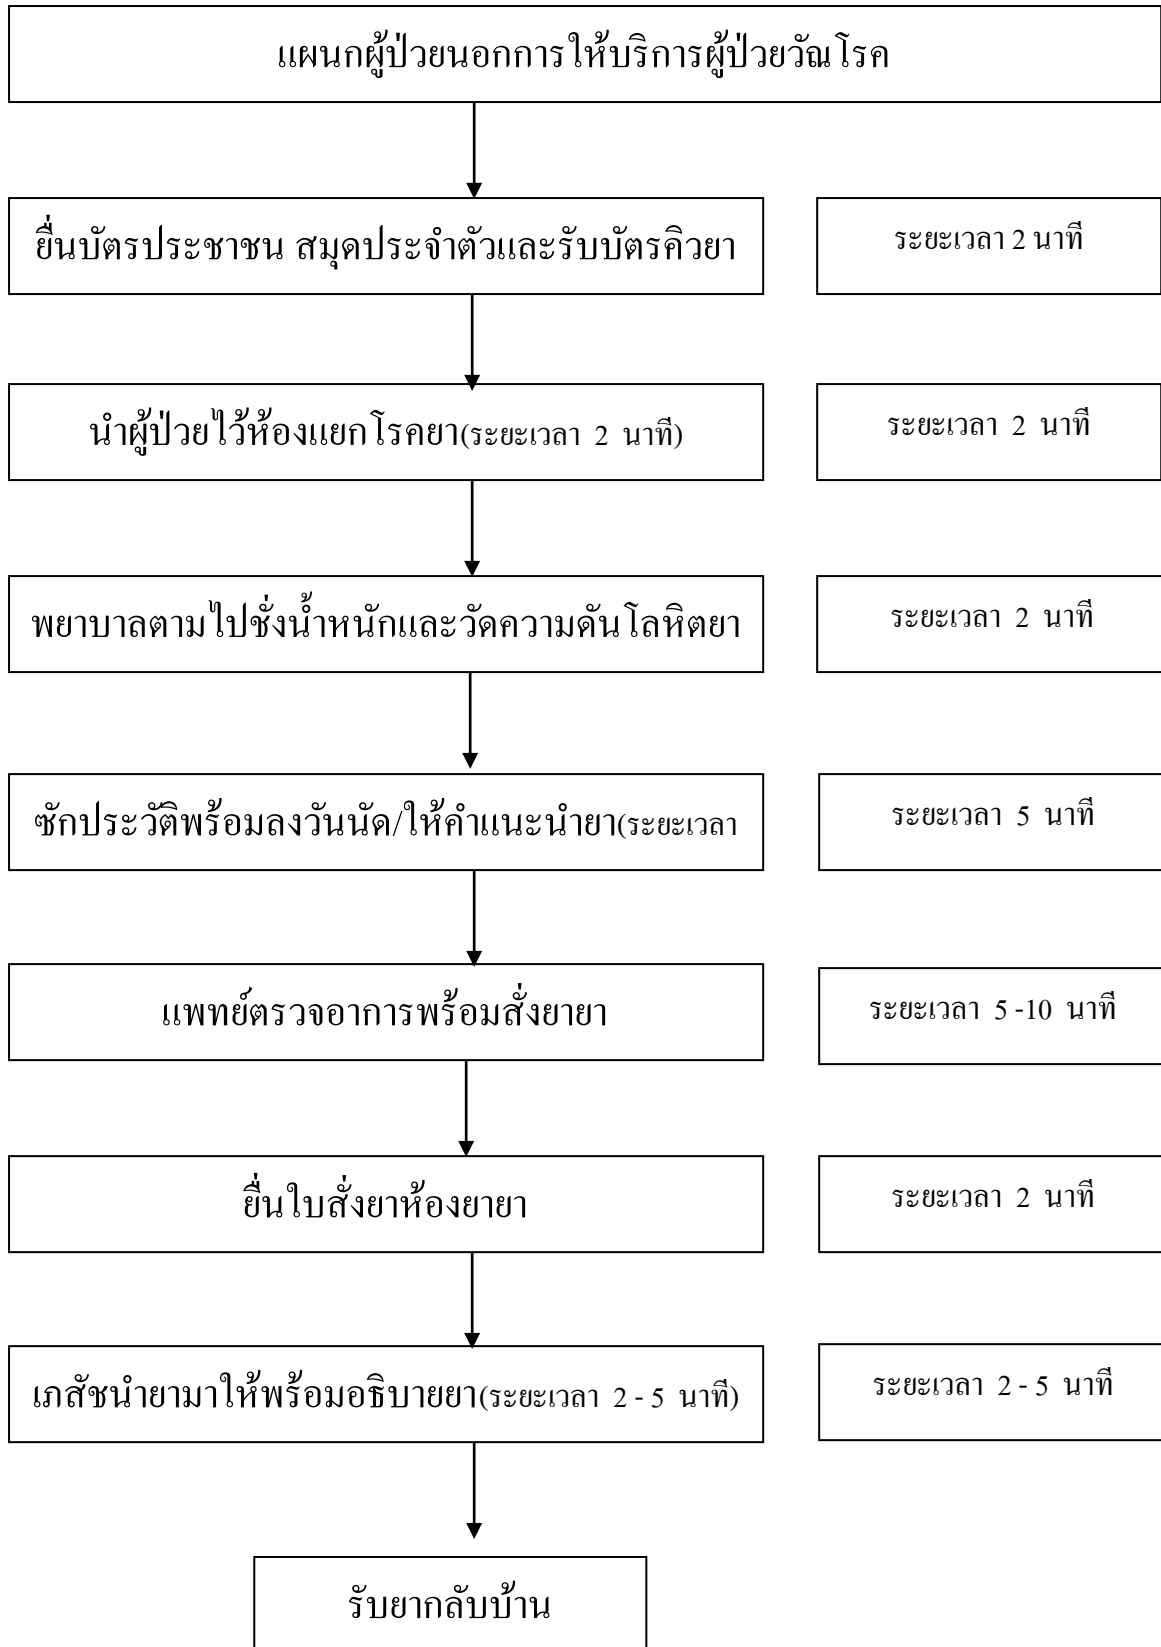 แผนกผู้ป่วยนอกการให้บริการผู้ป่วยวัณโรค
ยื่นบัตรประชาชน สมุดประจำตัวและรับบัตรคิวยา
ระยะเวลา 2 นาที
นำผู้ป่วยไว้ห้องแยกโรคยา(ระยะเวลา 2 นาที)
ระยะเวลา 2 นาที
พยาบาลตามไปชั่งน้ำหนักและวัดความดันโลหิตยา
ระยะเวลา 2 นาที
ซักประวัติพร้อมลงวันนัด/ให้คำแนะนำยา(ระยะเวลา
ระยะเวลา 5 นาที
แพทย์ตรวจอาการพร้อมสั่งยายา
ระยะเวลา 5 -10 นาที
ยื่นใบสั่งยาห้องยายา
ระยะเวลา 2 นาที
เภสัชนำยามาให้พร้อมอธิบายยา(ระยะเวลา 2 - 5 นาที)
ระยะเวลา 2 - 5 นาที
รับยากลับบ้าน